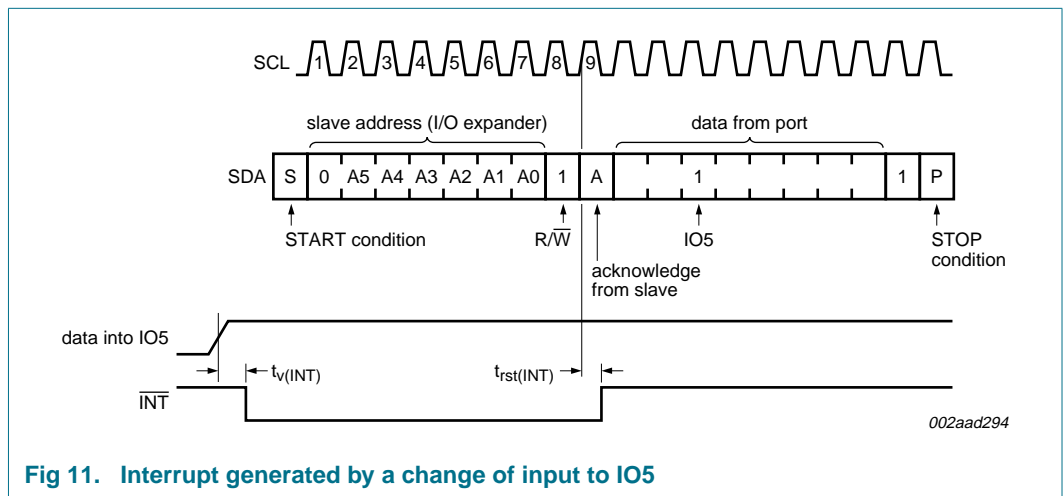 SCL 1 2 3 4 5 6 7 8 9
slave address (I/O expander) data from port
SDA S 0 A5 A4 A3 A2 A1 A0 1 A 1 1 P
START condition R/W̅ IO5 STOP
condition
acknowledge
from slave
data into IO5
tv(INT) trst(INT)
I̅N̅T̅
002aad294
Fig 11. Interrupt generated by a change of input to IO5